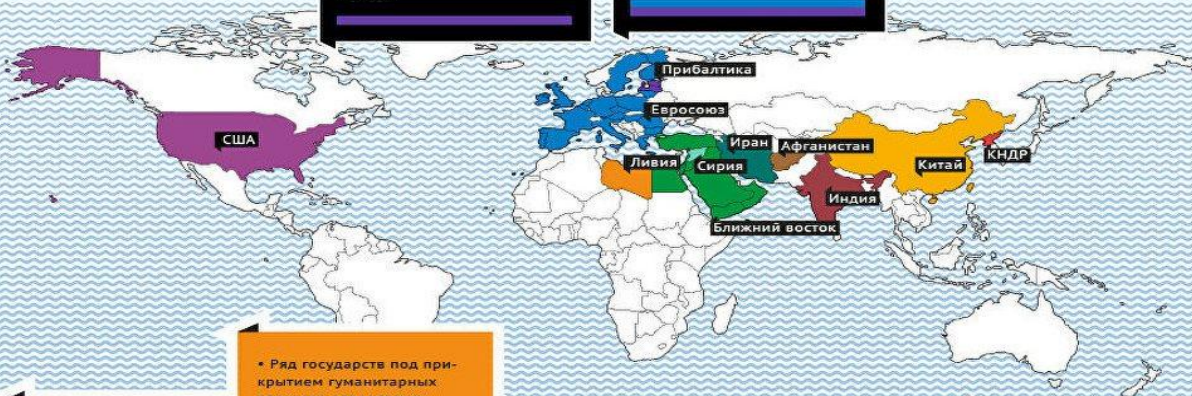 Прибалтика
Евросоюз
США
Иран
Афганистан
КНДР
Ливия
Сирия
Китай
Индия
Ближний восток
• Ряд государств под при-
крытием гуманитарных